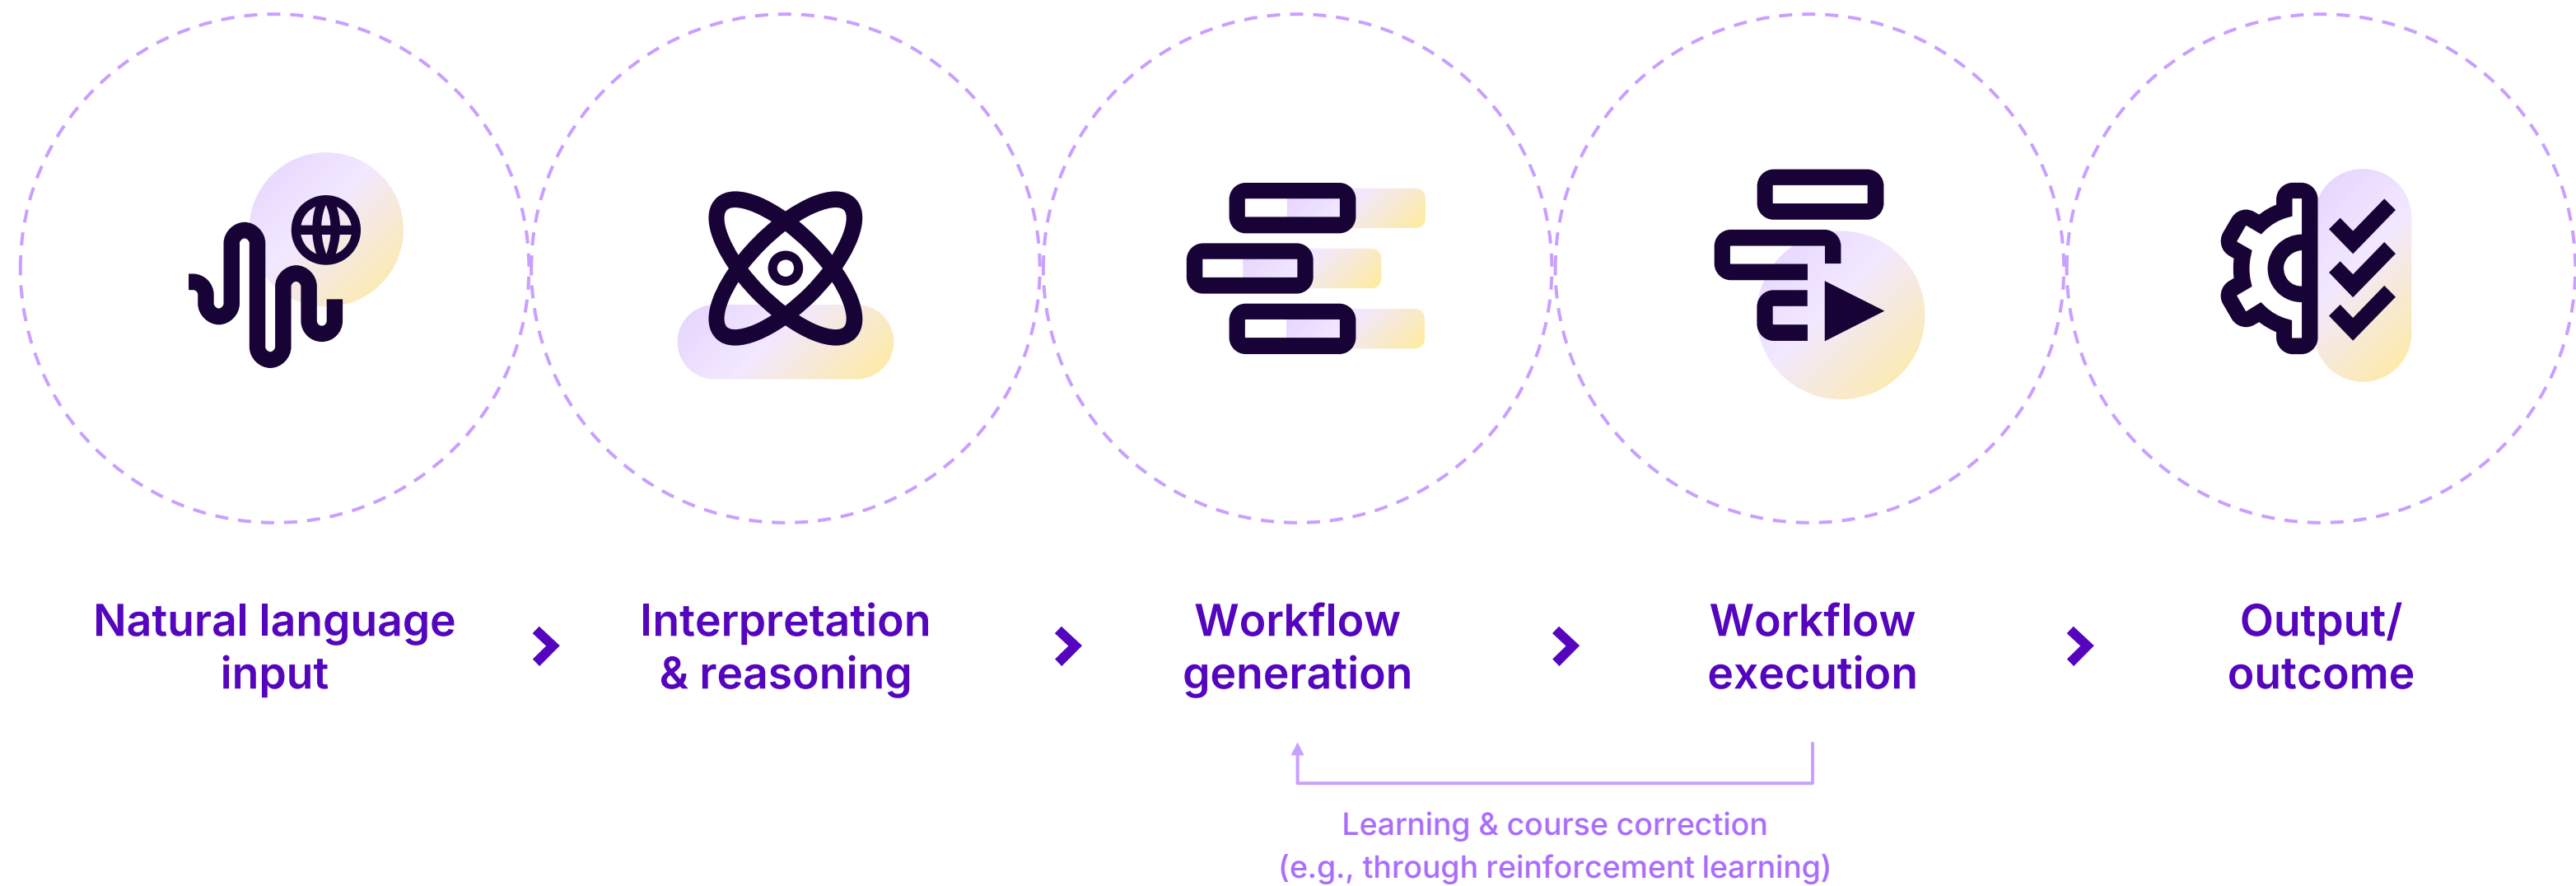 Natural language
input
Interpretation
& reasoning
Workflow
generation
Workflow
execution
Output/
outcome
Learning & course correction
(e.g., through reinforcement learning)